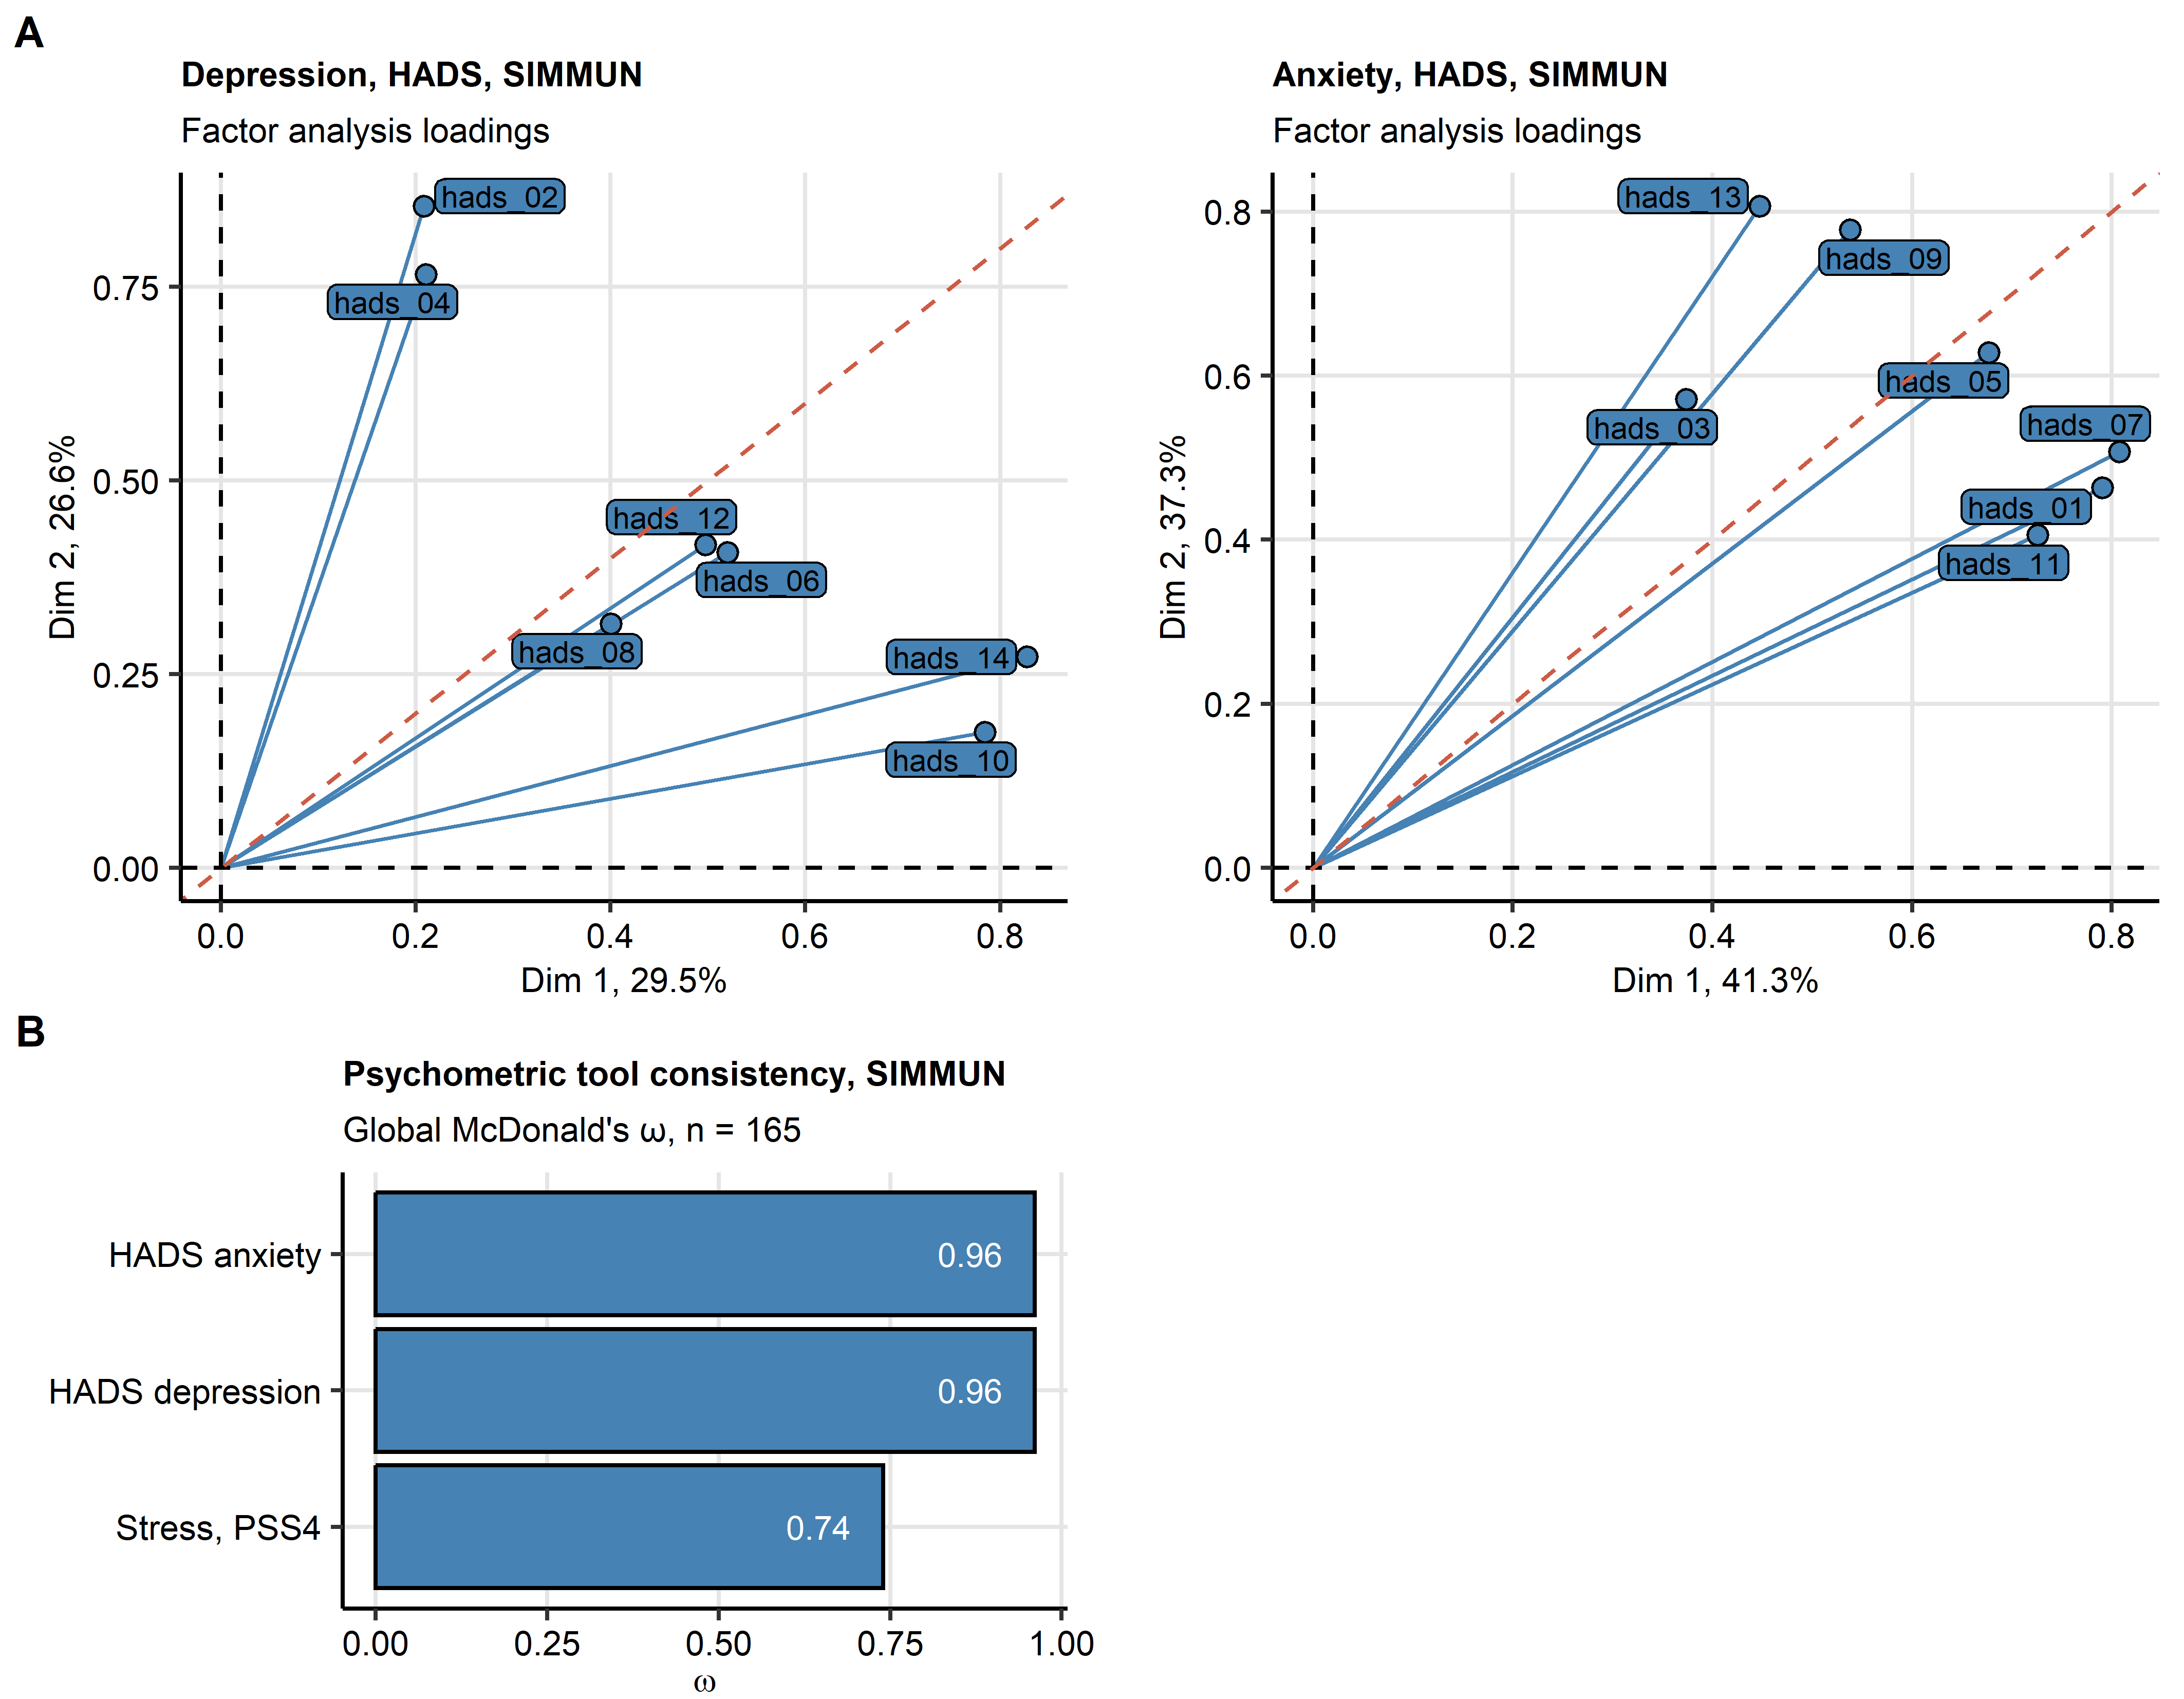 A
Depression, HADS, SIMMUN
Factor analysis loadings
hads_02
hads_04
hads_12
hads_06
hads_08
hads_14
hads_10
0.75
0.50
0.25
0.00
Dim 2, 26.6%
0.0 0.2 0.4 0.6 0.8
Dim 1, 29.5%
Anxiety, HADS, SIMMUN
Factor analysis loadings
hads_13
hads_09
hads_05
hads_03
hads_07
hads_01
hads_11
0.8
0.6
0.4
0.2
0.0
Dim 2, 37.3%
0.0 0.2 0.4 0.6 0.8
Dim 1, 41.3%
B
Psychometric tool consistency, SIMMUN
Global McDonald's ω, n = 165
HADS anxiety 0.96
HADS depression 0.96
Stress, PSS4 0.74
0.00 0.25 0.50 0.75 1.00
ω